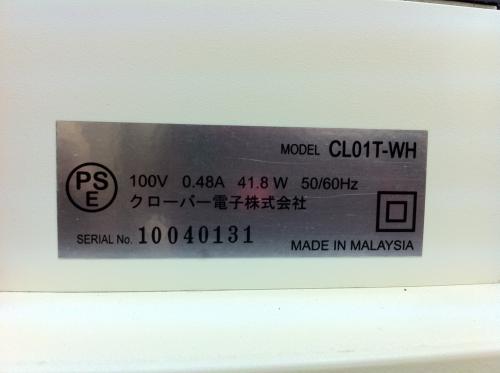 MODEL CL01T-WH
PS
E
100V 0.48A 41.8 W 50/60Hz
クローバー電子株式会社
SERIAL No. 10040131
MADE IN MALAYSIA